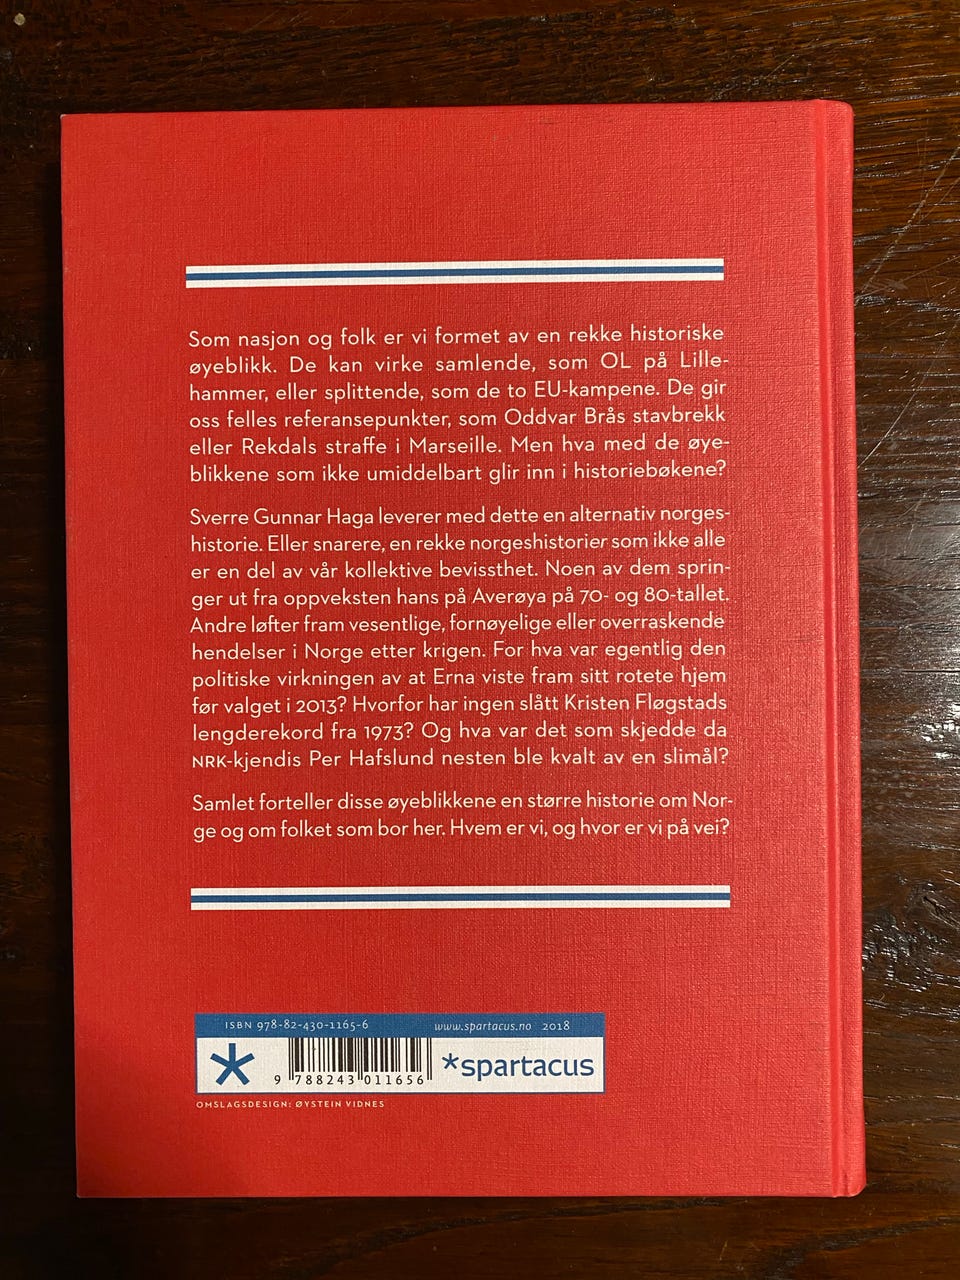 Som nasjon og folk er vi formet av en rekke historiske
øyeblikk. De kan virke samlende, som OL på Lille-
hammer, eller splittende, som de to EU-kampene. De gir
oss felles referansepunkter, som Oddvar Brås stavbrekk
eller Rekdals straffe i Marseille. Men hva med de øye-
blikkene som ikke umiddelbart glir inn i historiebøkene?
Sverre Gunnar Haga leverer med dette en alternativ norges-
historie. Eller snarere, en rekke norgeshistorier som ikke alle
er en del av vår kollektive bevissthet. Noen av dem sprin-
ger ut fra oppveksten hans på Averøya på 70- og 80-tallet.
Andre løfter fram vesentlige, fornøyelige eller overraskende
hendelser i Norge etter krigen. For hva var egentlig den
politiske virkningen av at Erna viste fram sitt rotete hjem
før valget i 2013? Hvorfor har ingen slått Kristen Fløgstads
lengderekord fra 1973? Og hva var det som skjedde da
NRK-kjendis Per Hafslund nesten ble kvalt av en slimål?
Samlet forteller disse øyeblikkene en større historie om Nor-
ge og om folket som bor her. Hvem er vi, og hvor er vi på vei?
ISBN 978-82-430-1165-6 www.spartacus.no 2018
*spartacus
9 788243 011656
OMSLAGSDESIGN: ØYSTEIN VIDNES